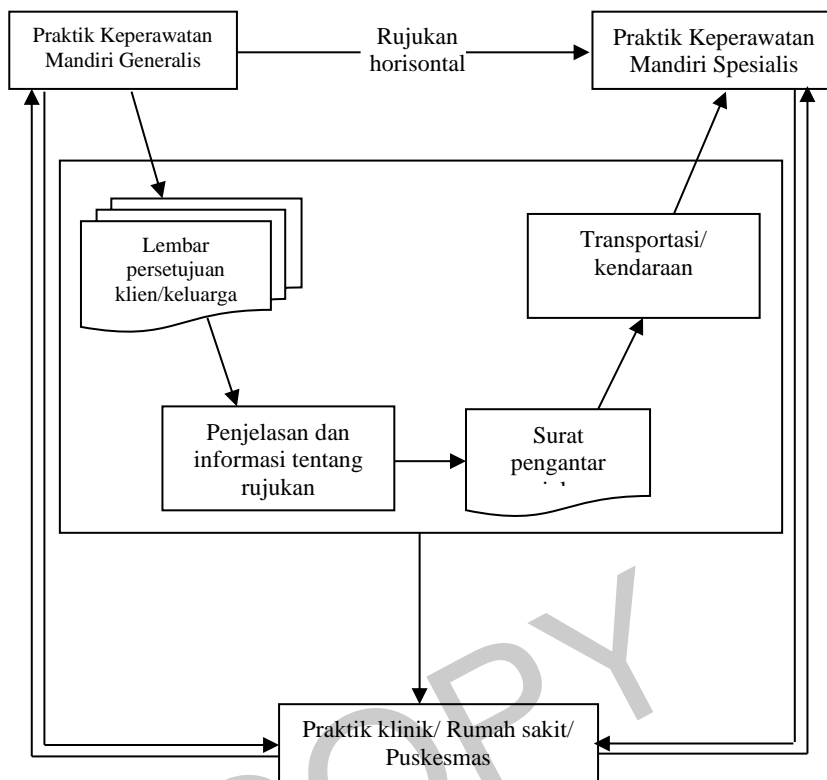 Praktik Keperawatan
Mandiri Generalis
Rujukan
horisontal
Praktik Keperawatan
Mandiri Spesialis
Lembar
persetujuan
klien/keluarga
Transportasi/
kendaraan
Penjelasan dan
informasi tentang
rujukan
Surat
pengantar
Praktik klinik/ Rumah sakit/
Puskesmas
COPY